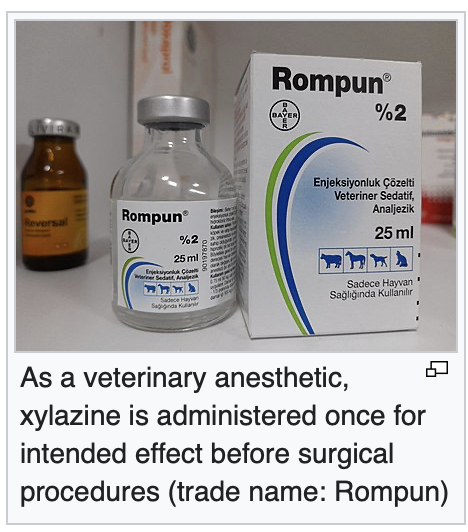 Rompun®
BAYER
%2
Enjeksiyonluk Çözelti
Veteriner Sedatif,
Analjezik
25 ml
Sadece Hayvan
Sağlığında Kullanılır
Rompun®
BAYER
%2
25 ml
Enjeksiyonluk Çözelti
Veteriner Sedatif, Analjezik
Sadece Hayvan
Sağlığında Kullanılır
90197870
Reversal
As a veterinary anesthetic,
xylazine is administered once for
intended effect before surgical
procedures (trade name: Rompun)